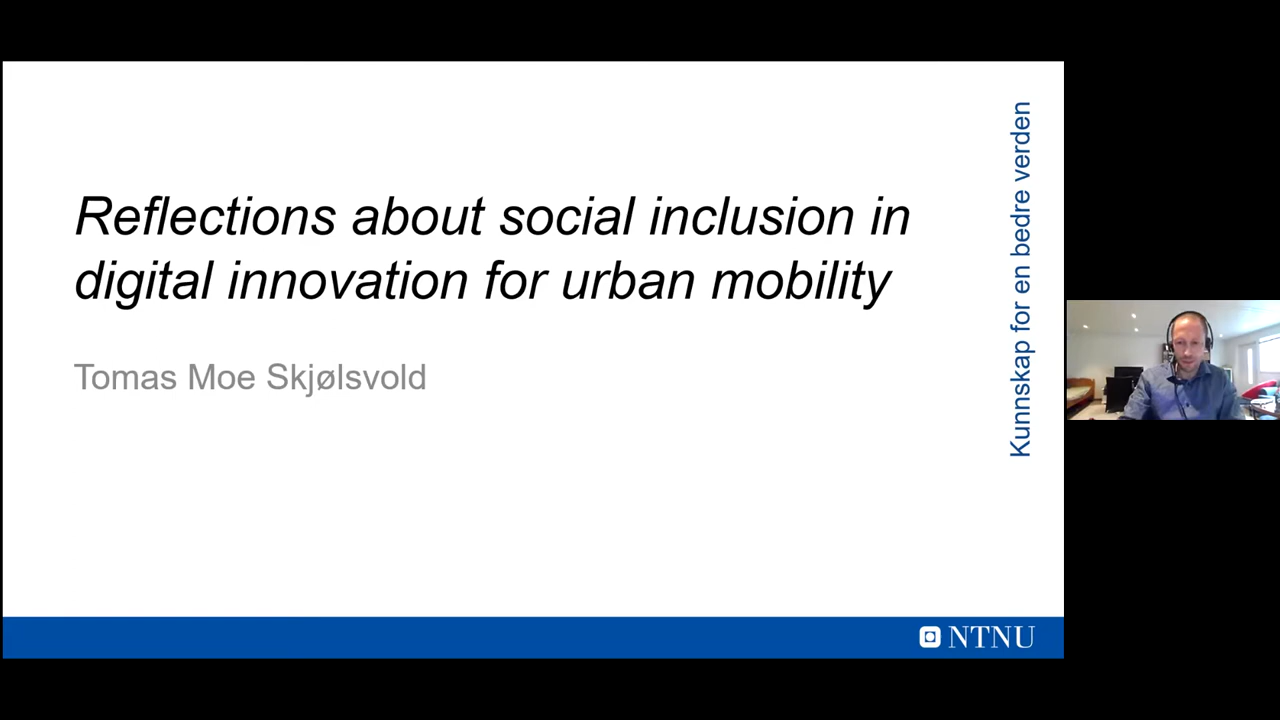 Reflections about social inclusion in
digital innovation for urban mobility
Tomas Moe Skjølsvold
Kunnskap for en bedre verden
NTNU